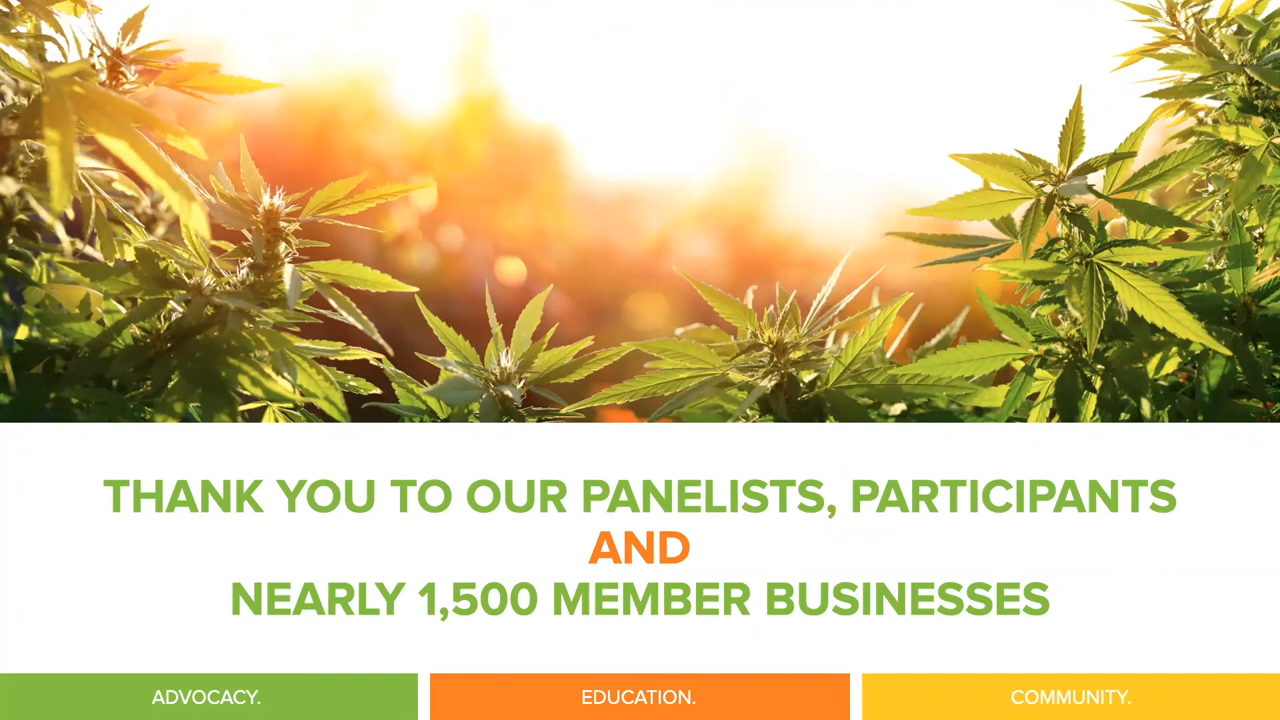 THANK YOU TO OUR PANELISTS, PARTICIPANTS
AND
NEARLY 1,500 MEMBER BUSINESSES
ADVOCACY.
EDUCATION.
COMMUNITY.